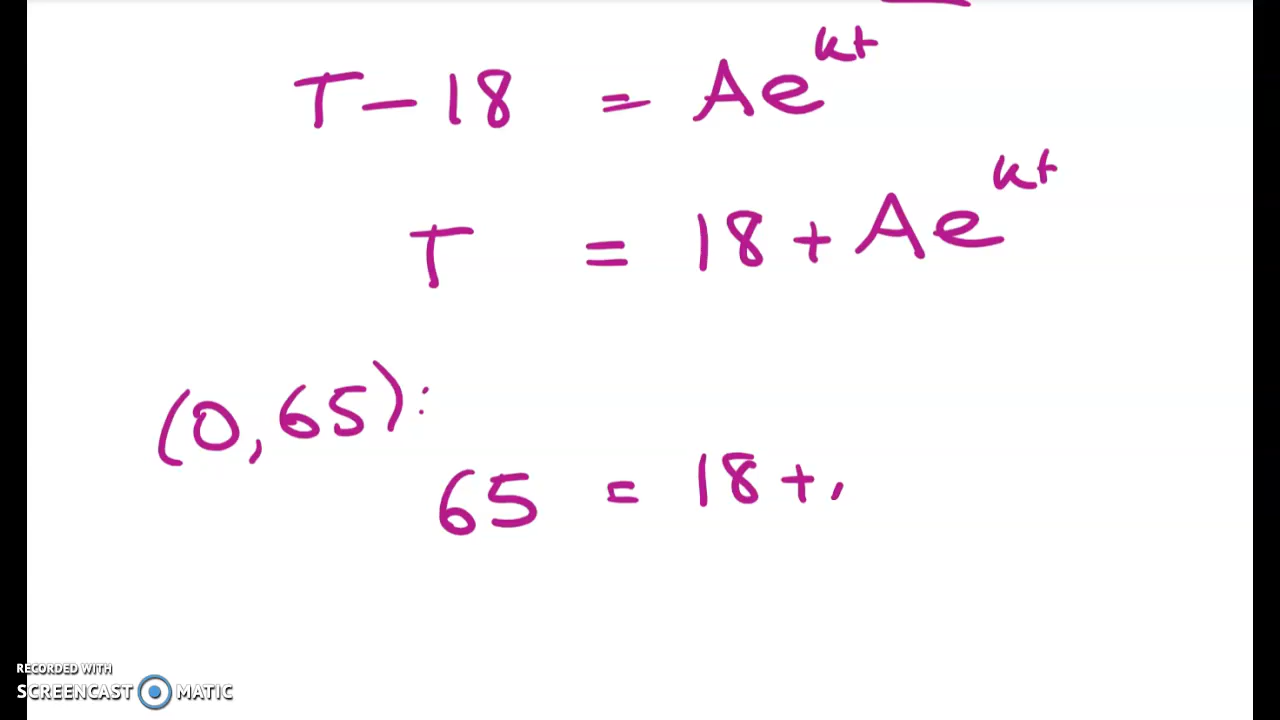 T - 18 = Ae^{kt}
T = 18 + Ae^{kt}
(0, 65):
65 = 18 +
RECORDED WITH
SCREENCAST MATIC